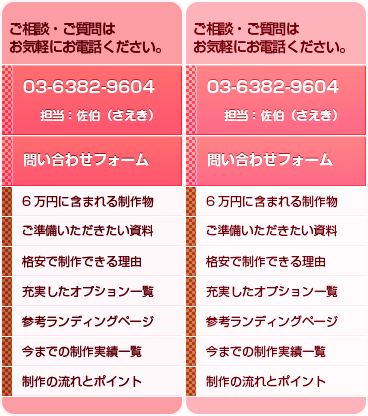 ご相談・ご質問は
お気軽にお電話ください。
03-6382-9604
担当：佐伯（さえき）
問い合わせフォーム
６万円に含まれる制作物
ご準備いただきたい資料
格安で制作できる理由
充実したオプション一覧
参考ランディングページ
今までの制作実績一覧
制作の流れとポイント
ご相談・ご質問は
お気軽にお電話ください。
03-6382-9604
担当：佐伯（さえき）
問い合わせフォーム
６万円に含まれる制作物
ご準備いただきたい資料
格安で制作できる理由
充実したオプション一覧
参考ランディングページ
今までの制作実績一覧
制作の流れとポイント